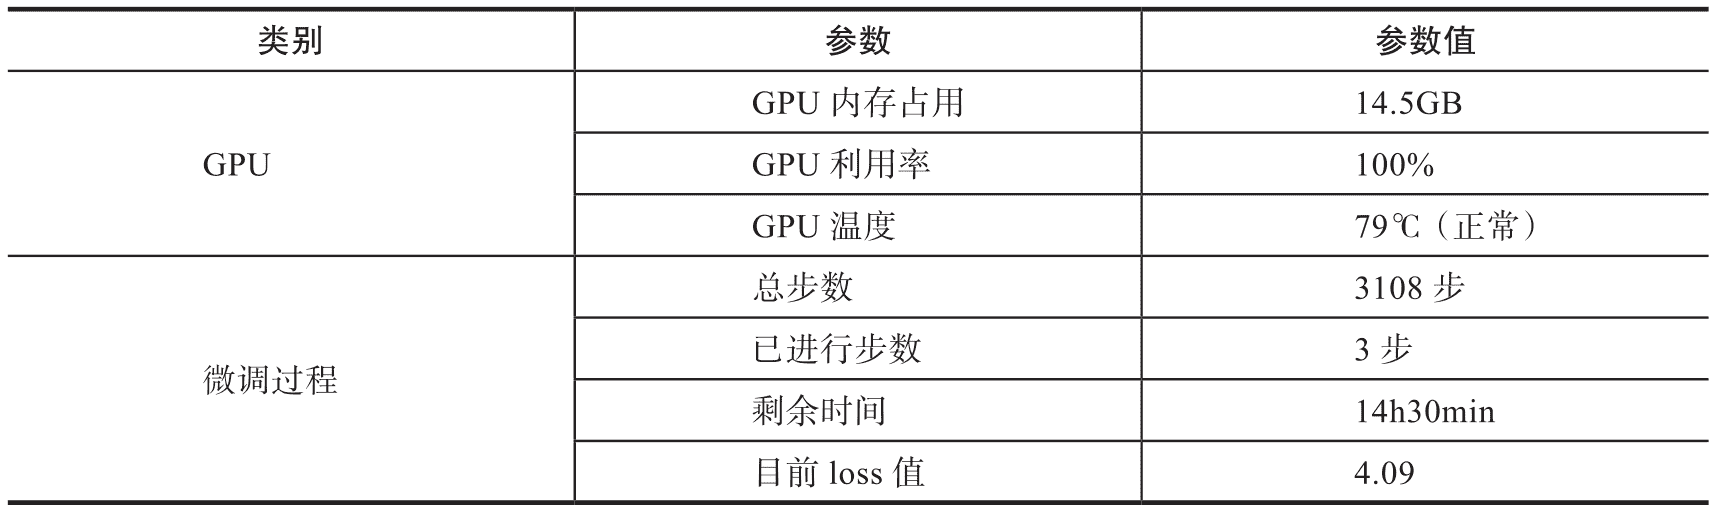 类别 参数 参数值
GPU 内存占用 14.5GB
GPU GPU 利用率 100%
GPU 温度 79℃（正常）
总步数 3108 步
已进行步数 3 步
微调过程
剩余时间 14h30min
目前 loss 值 4.09